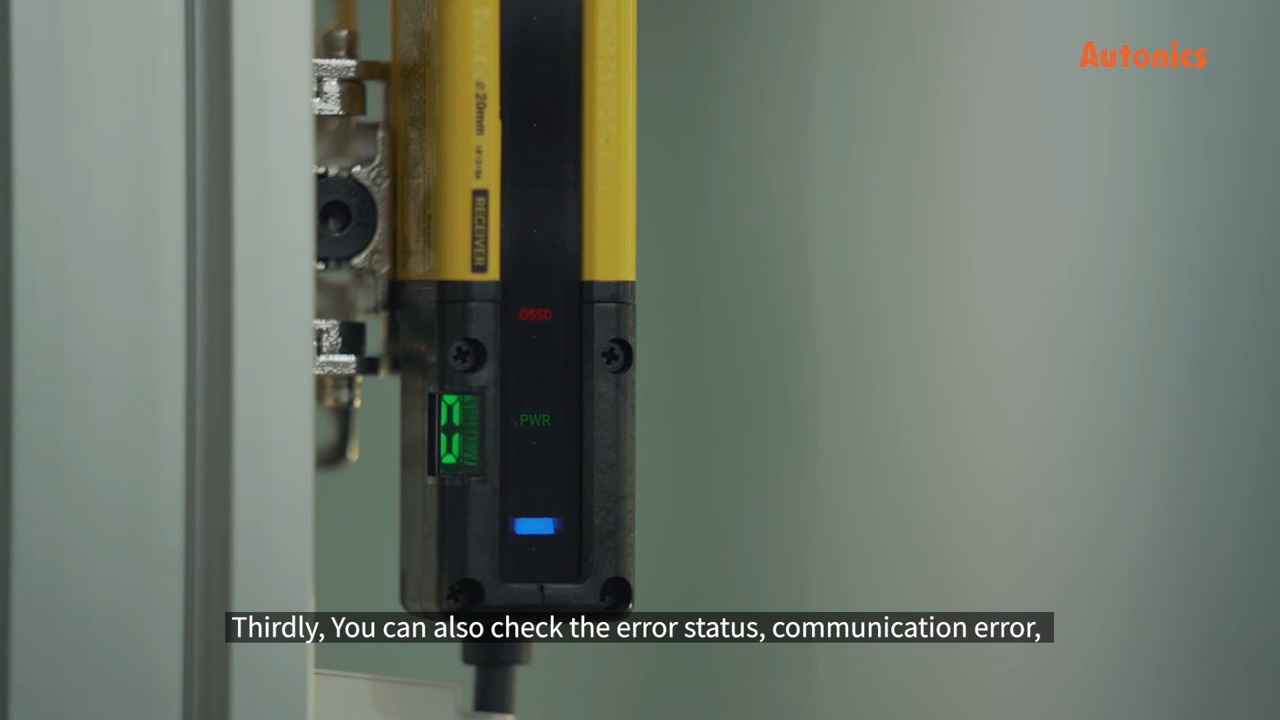 Autonics
20mm
RECEIVER
OSSD
PWR
Thirdly, You can also check the error status, communication error,